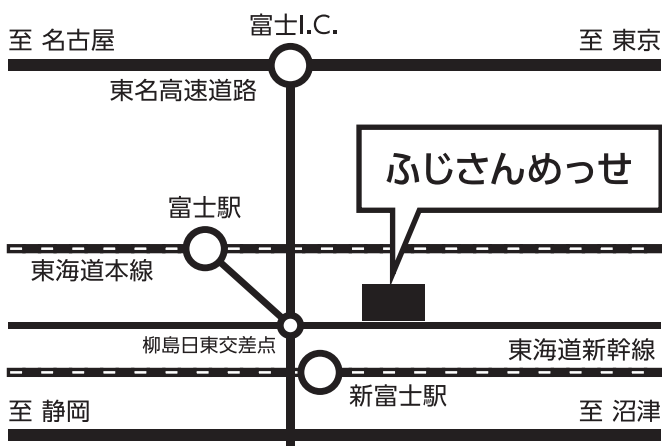 富士I.C.
至 名古屋
至 東京
東名高速道路
ふじさんめっせ
富士駅
東海道本線
柳島日東交差点
東海道新幹線
新富士駅
至 静岡
至 沼津